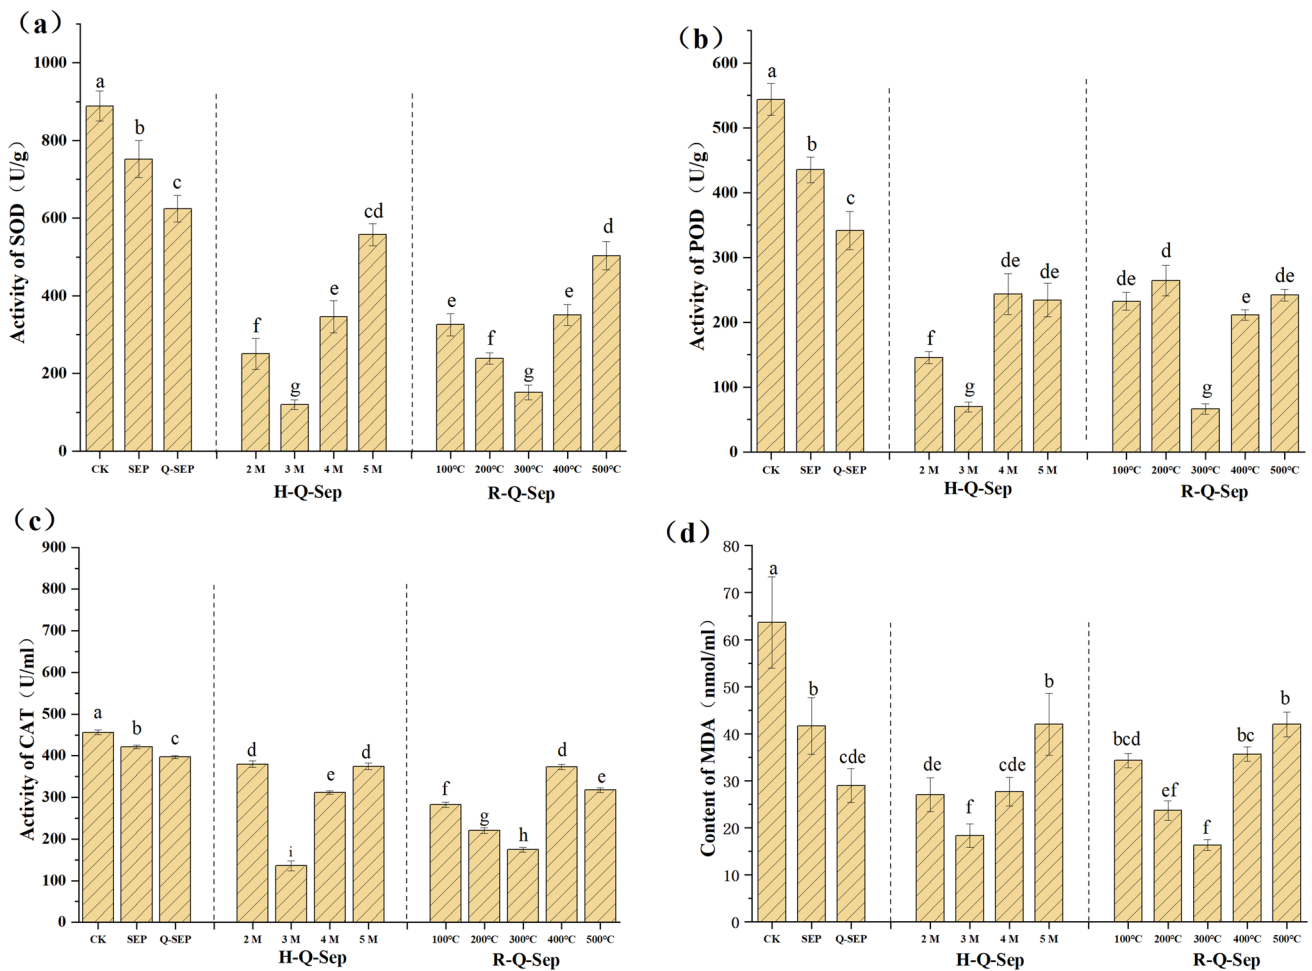 （a）
Activity of SOD（U/g）
1000
800
600
400
200
0
a
b
c
f
g
e
cd
e
f
g
e
d
CK SEP Q-SEP 2 M 3 M 4 M 5 M 100℃ 200℃ 300℃ 400℃ 500℃
H-Q-Sep R-Q-Sep
（b）
Activity of POD（U/g）
600
500
400
300
200
100
0
a
b
c
f
g
de
de
de
d
g
e
de
CK SEP Q-SEP 2 M 3 M 4 M 5 M 100℃ 200℃ 300℃ 400℃ 500℃
H-Q-Sep R-Q-Sep
（c）
Activity of CAT（U/ml）
900
800
700
600
500
400
300
200
100
0
a
b
c
d
i
e
d
f
g
h
d
e
CK SEP Q-SEP 2 M 3 M 4 M 5 M 100℃ 200℃ 300℃ 400℃ 500℃
H-Q-Sep R-Q-Sep
（d）
Content of MDA（nmol/ml）
80
70
60
50
40
30
20
10
0
a
b
cde
de
f
cde
b
bcd
ef
f
bc
b
CK SEP Q-SEP 2 M 3 M 4 M 5 M 100℃ 200℃ 300℃ 400℃ 500℃
H-Q-Sep R-Q-Sep